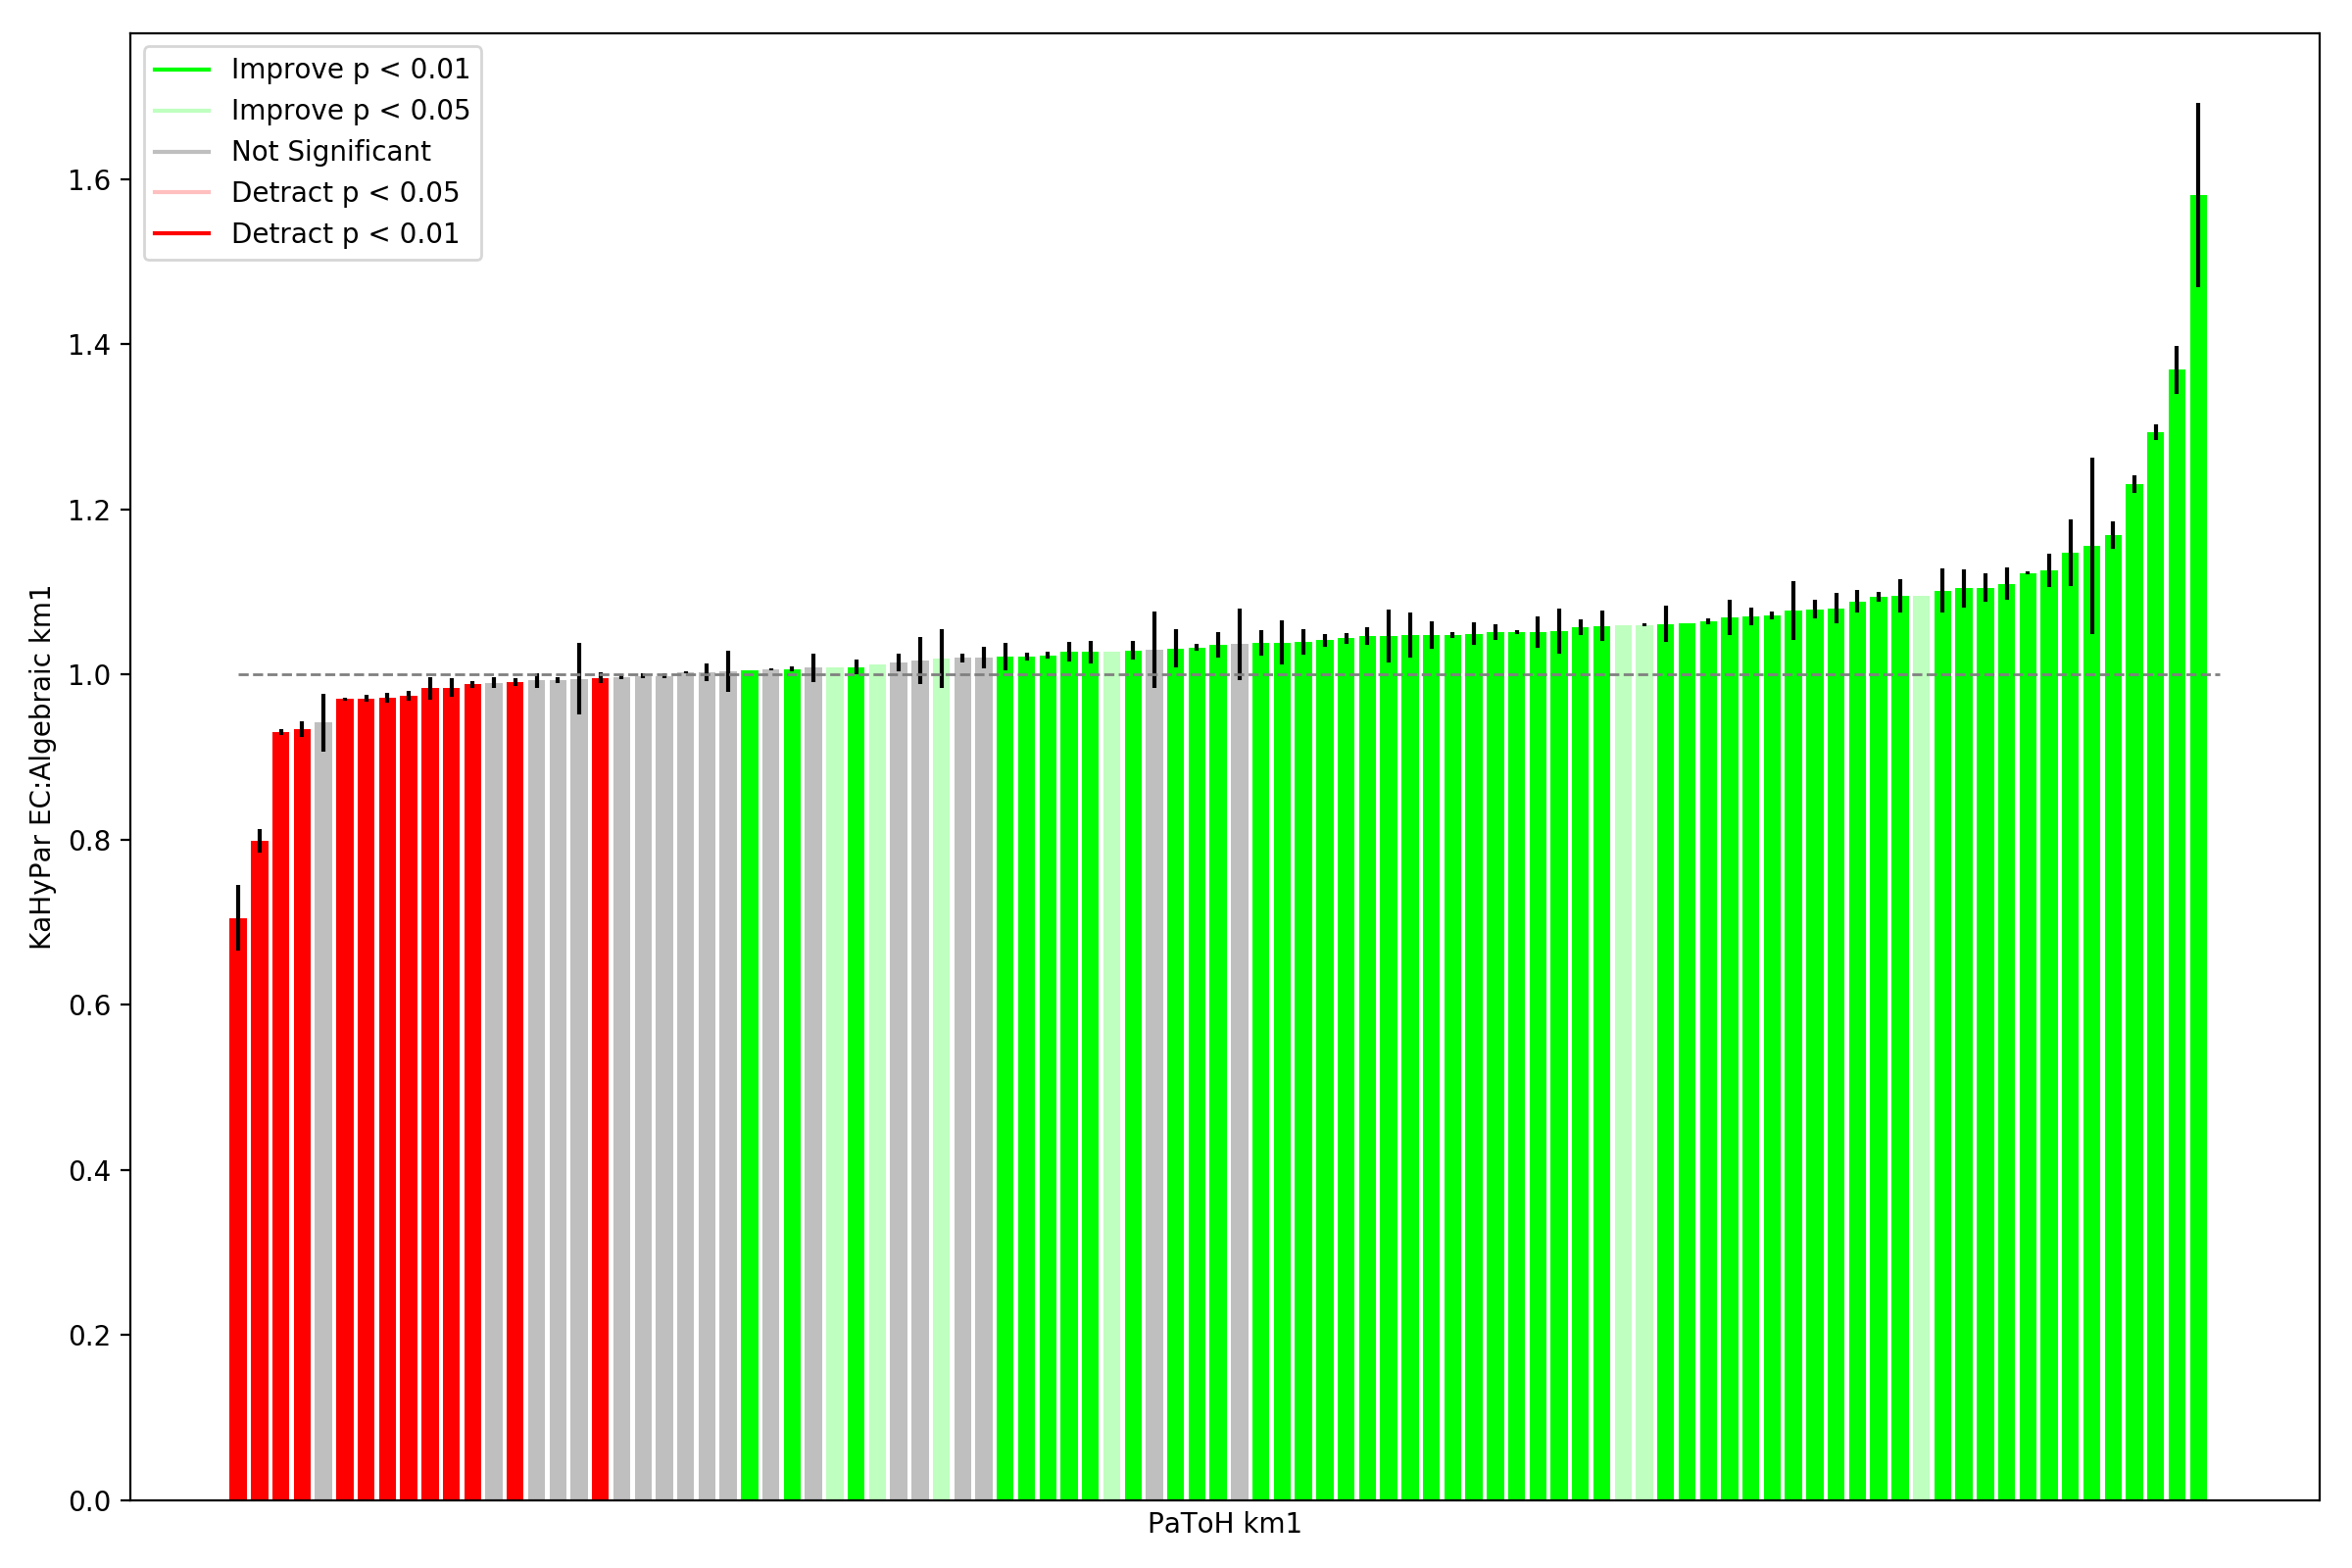 Improve p < 0.01
Improve p < 0.05
Not Significant
Detract p < 0.05
Detract p < 0.01
1.6
1.4
1.2
1.0
0.8
0.6
0.4
0.2
0.0
KaHyPar EC:Algebraic km1
PaToH km1